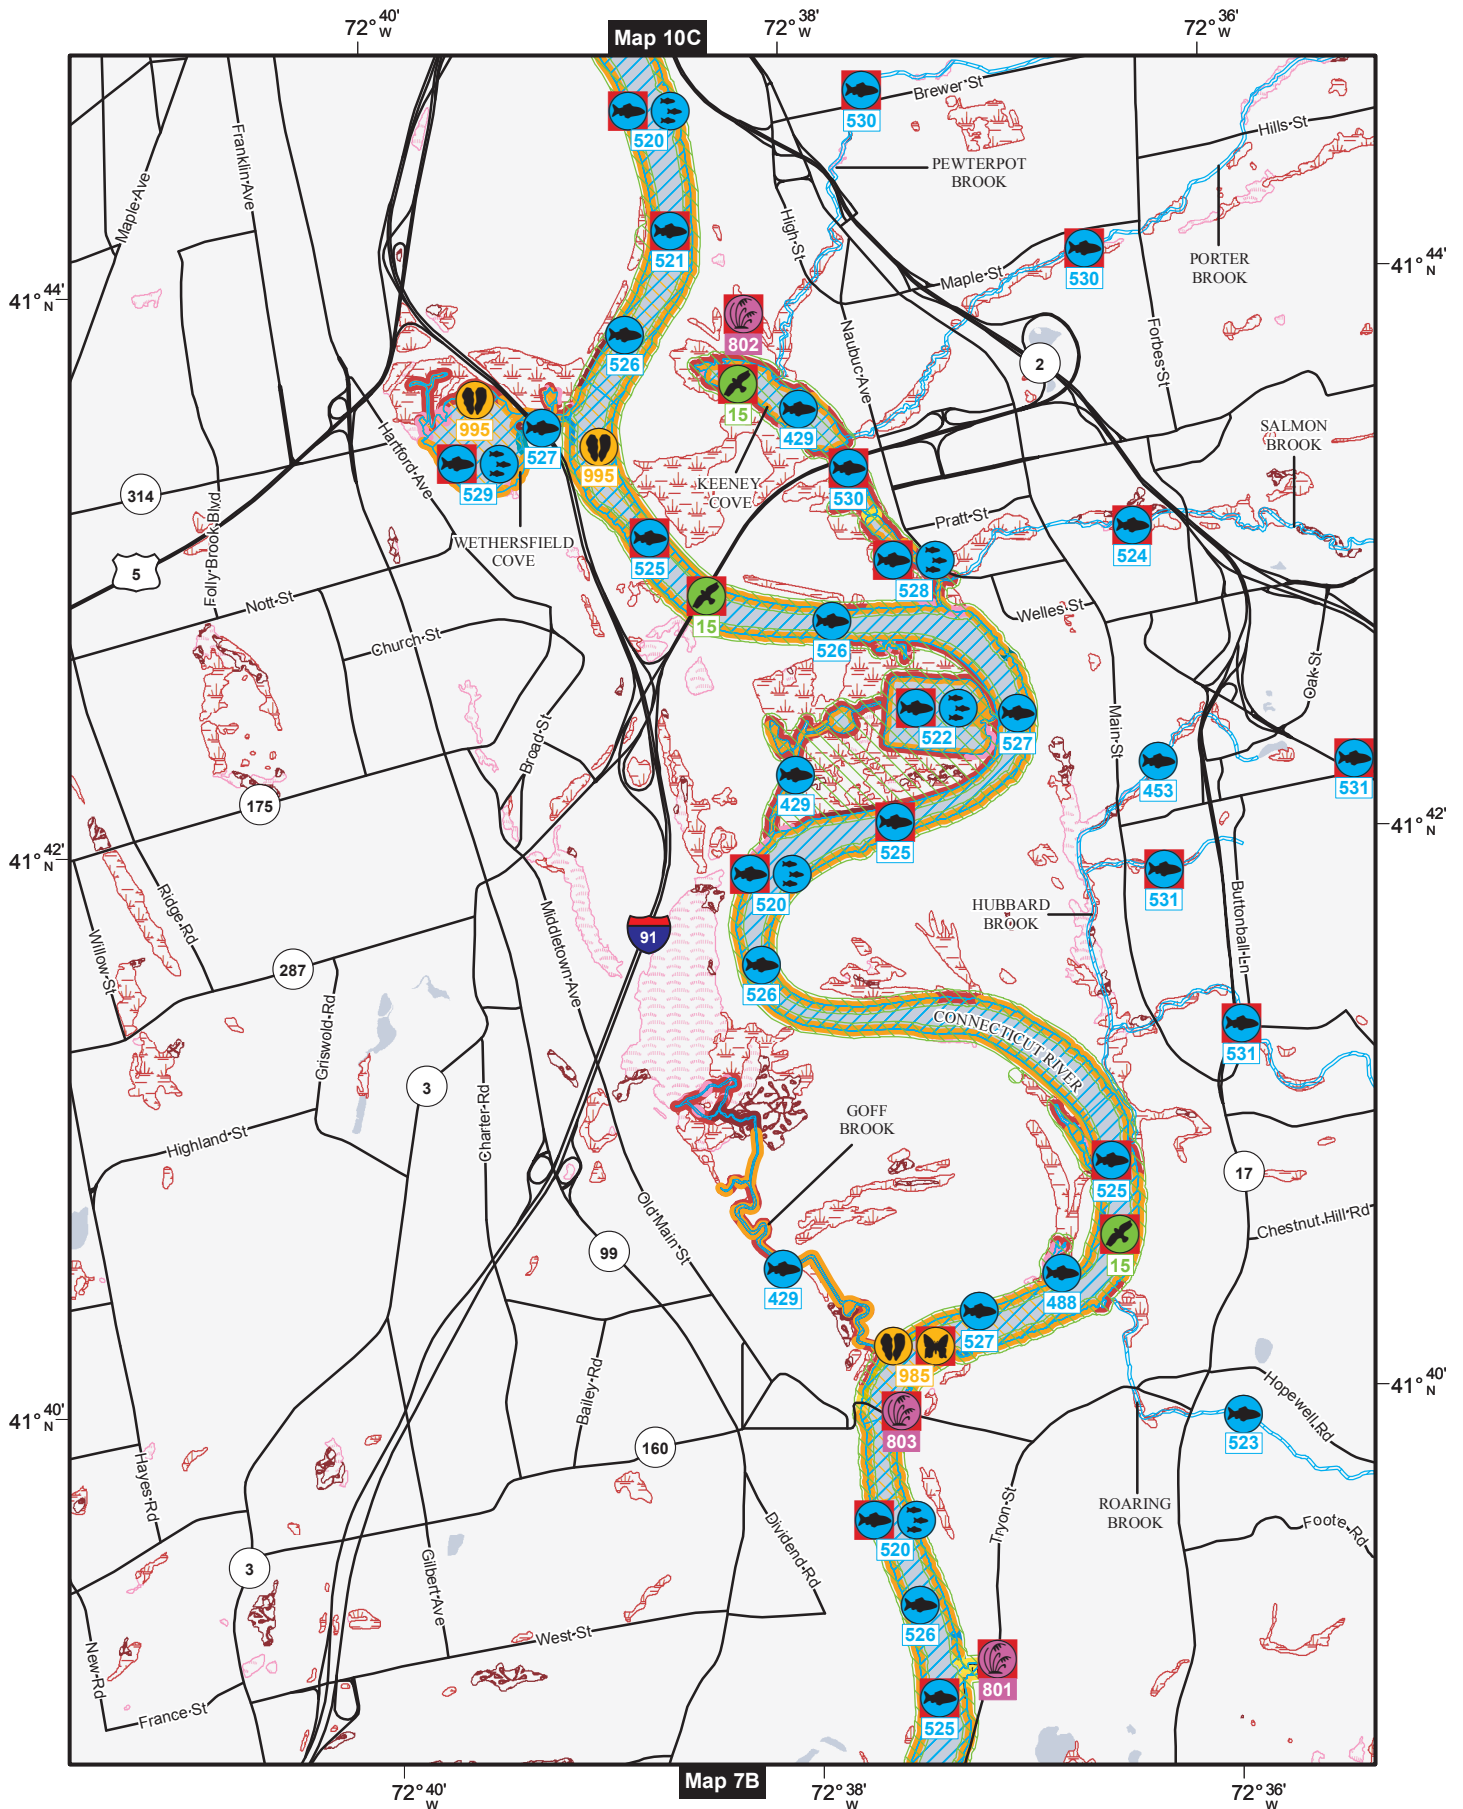 72° 40' W
72° 38' W
72° 36' W
Map 10C
Brewer St
530
Hills St
520
Franklin Ave
PEWTERPOT
BROOK
Maple Ave
High St
521
PORTER
BROOK
530
Maple St
41° 44' N
41° 44' N
802
526
Naubuc Ave
Forbes St
2
15
995
429
527
SALMON
BROOK
Hartford Ave
529
995
KEENEY
COVE
530
314
Folly Brook Blvd
Pratt St
524
WETHERSFIELD
COVE
525
5
528
Nott St
15
Welles St
Church St
526
Oak St
Main St
522
527
Broad St
453
429
531
175
525
41° 42' N
41° 42' N
520
531
Ridge Rd
Middletown Ave
HUBBARD
BROOK
Buttonball Ln
91
Willow St
287
526
Griswold Rd
CONNECTICUT RIVER
531
3
Charter Rd
GOFF
BROOK
Highland St
525
17
Old Main St
Chestnut Hill Rd
99
15
429
488
527
985
Bailey Rd
Hopewell Rd
41° 40' N
41° 40' N
803
523
160
Hayes Rd
Tryon St
ROARING
BROOK
520
Dividend Rd
Foote Rd
3
Gilbert Ave
526
West St
New Rd
801
France St
525
Map 7B
72° 40' W
72° 38' W
72° 36' W